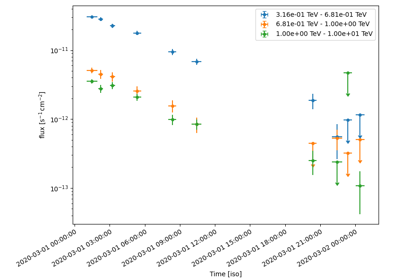 3.16e-01 TeV - 6.81e-01 TeV
6.81e-01 TeV - 1.00e+00 TeV
1.00e+00 TeV - 1.00e+01 TeV
10⁻¹¹
10⁻¹²
10⁻¹³
flux [s⁻¹cm⁻²]
2020-03-01 00:00:00
2020-03-01 03:00:00
2020-03-01 06:00:00
2020-03-01 09:00:00
2020-03-01 12:00:00
2020-03-01 15:00:00
2020-03-01 18:00:00
2020-03-01 21:00:00
2020-03-02 00:00:00
Time [iso]